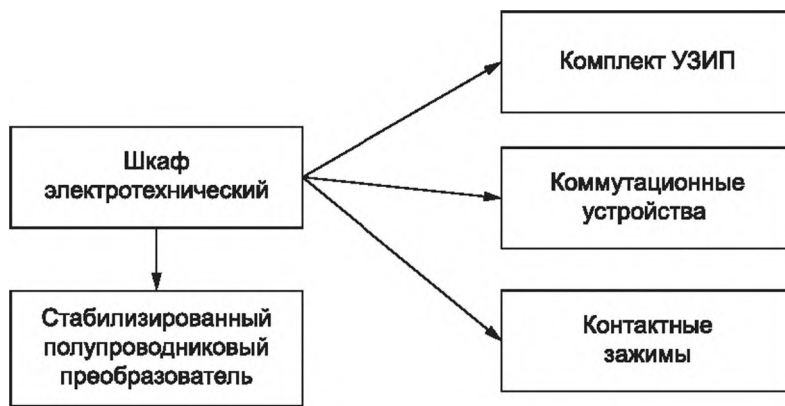 Комплект УЗИП
Шкаф
электротехнический
Коммутационные
устройства
Стабилизированный
полупроводниковый
преобразователь
Контактные
зажимы